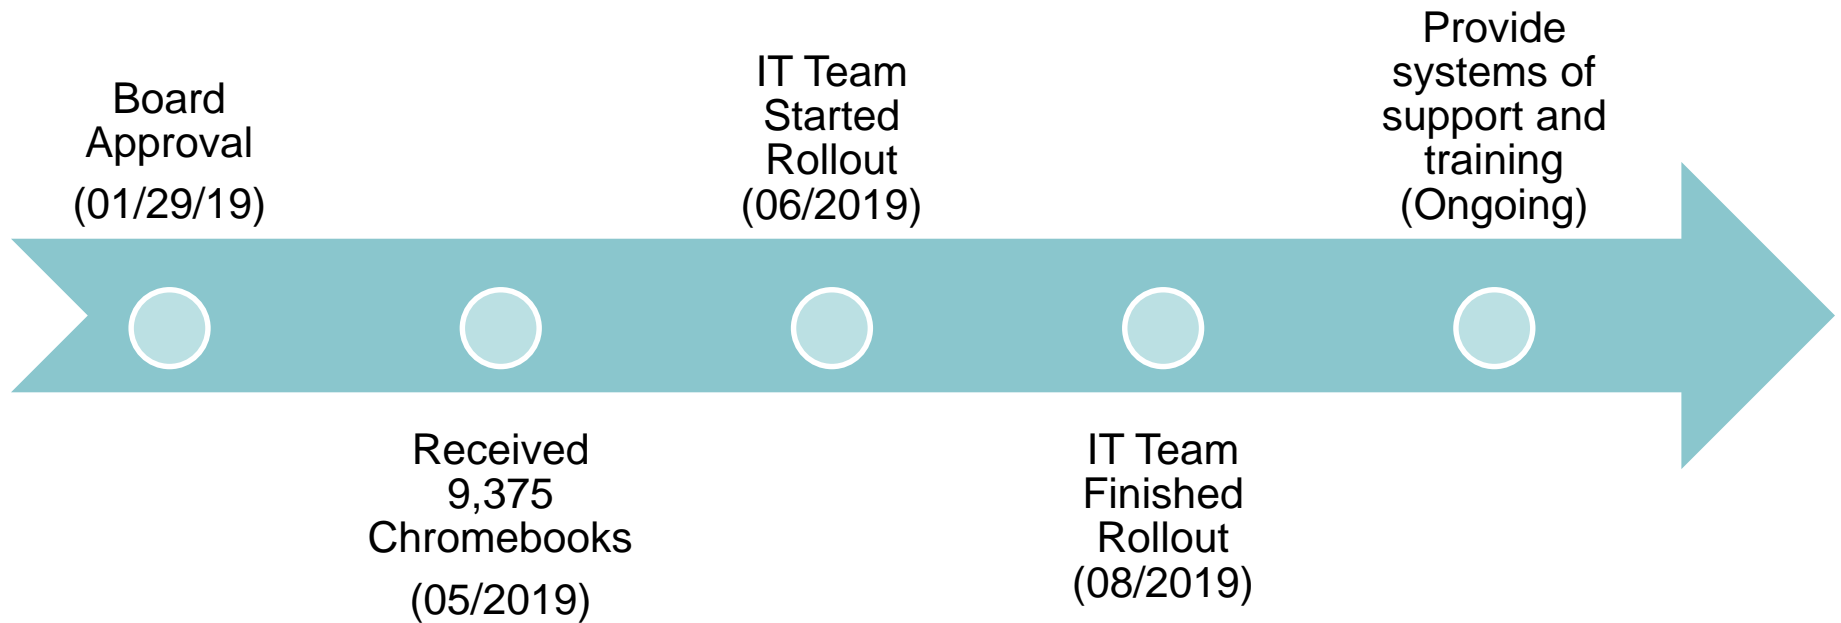 Board
Approval
(01/29/19)
Received
9,375
Chromebooks
(05/2019)
IT Team
Started
Rollout
(06/2019)
IT Team
Finished
Rollout
(08/2019)
Provide
systems of
support and
training
(Ongoing)